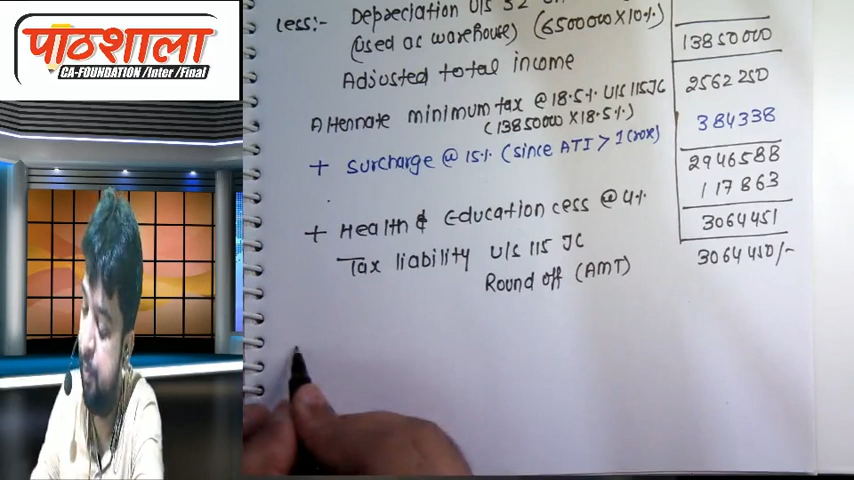 पाठशाला
CA-FOUNDATION /Inter /Final
Less:- Depreciation U/s 32
(used as warehouse) (6500000 X 10%)
13850000
Adjusted total income
Alternate minimum tax @ 18.5% U/s 115JC
2562250
(13850000 X 18.5%)
+ Surcharge @ 15% (since ATI > 1 crore)
384338
2946588
+ Health & Education cess @ 4%
117863
Tax liability U/s 115 JC
3064451
Round off (AMT)
3064450/-